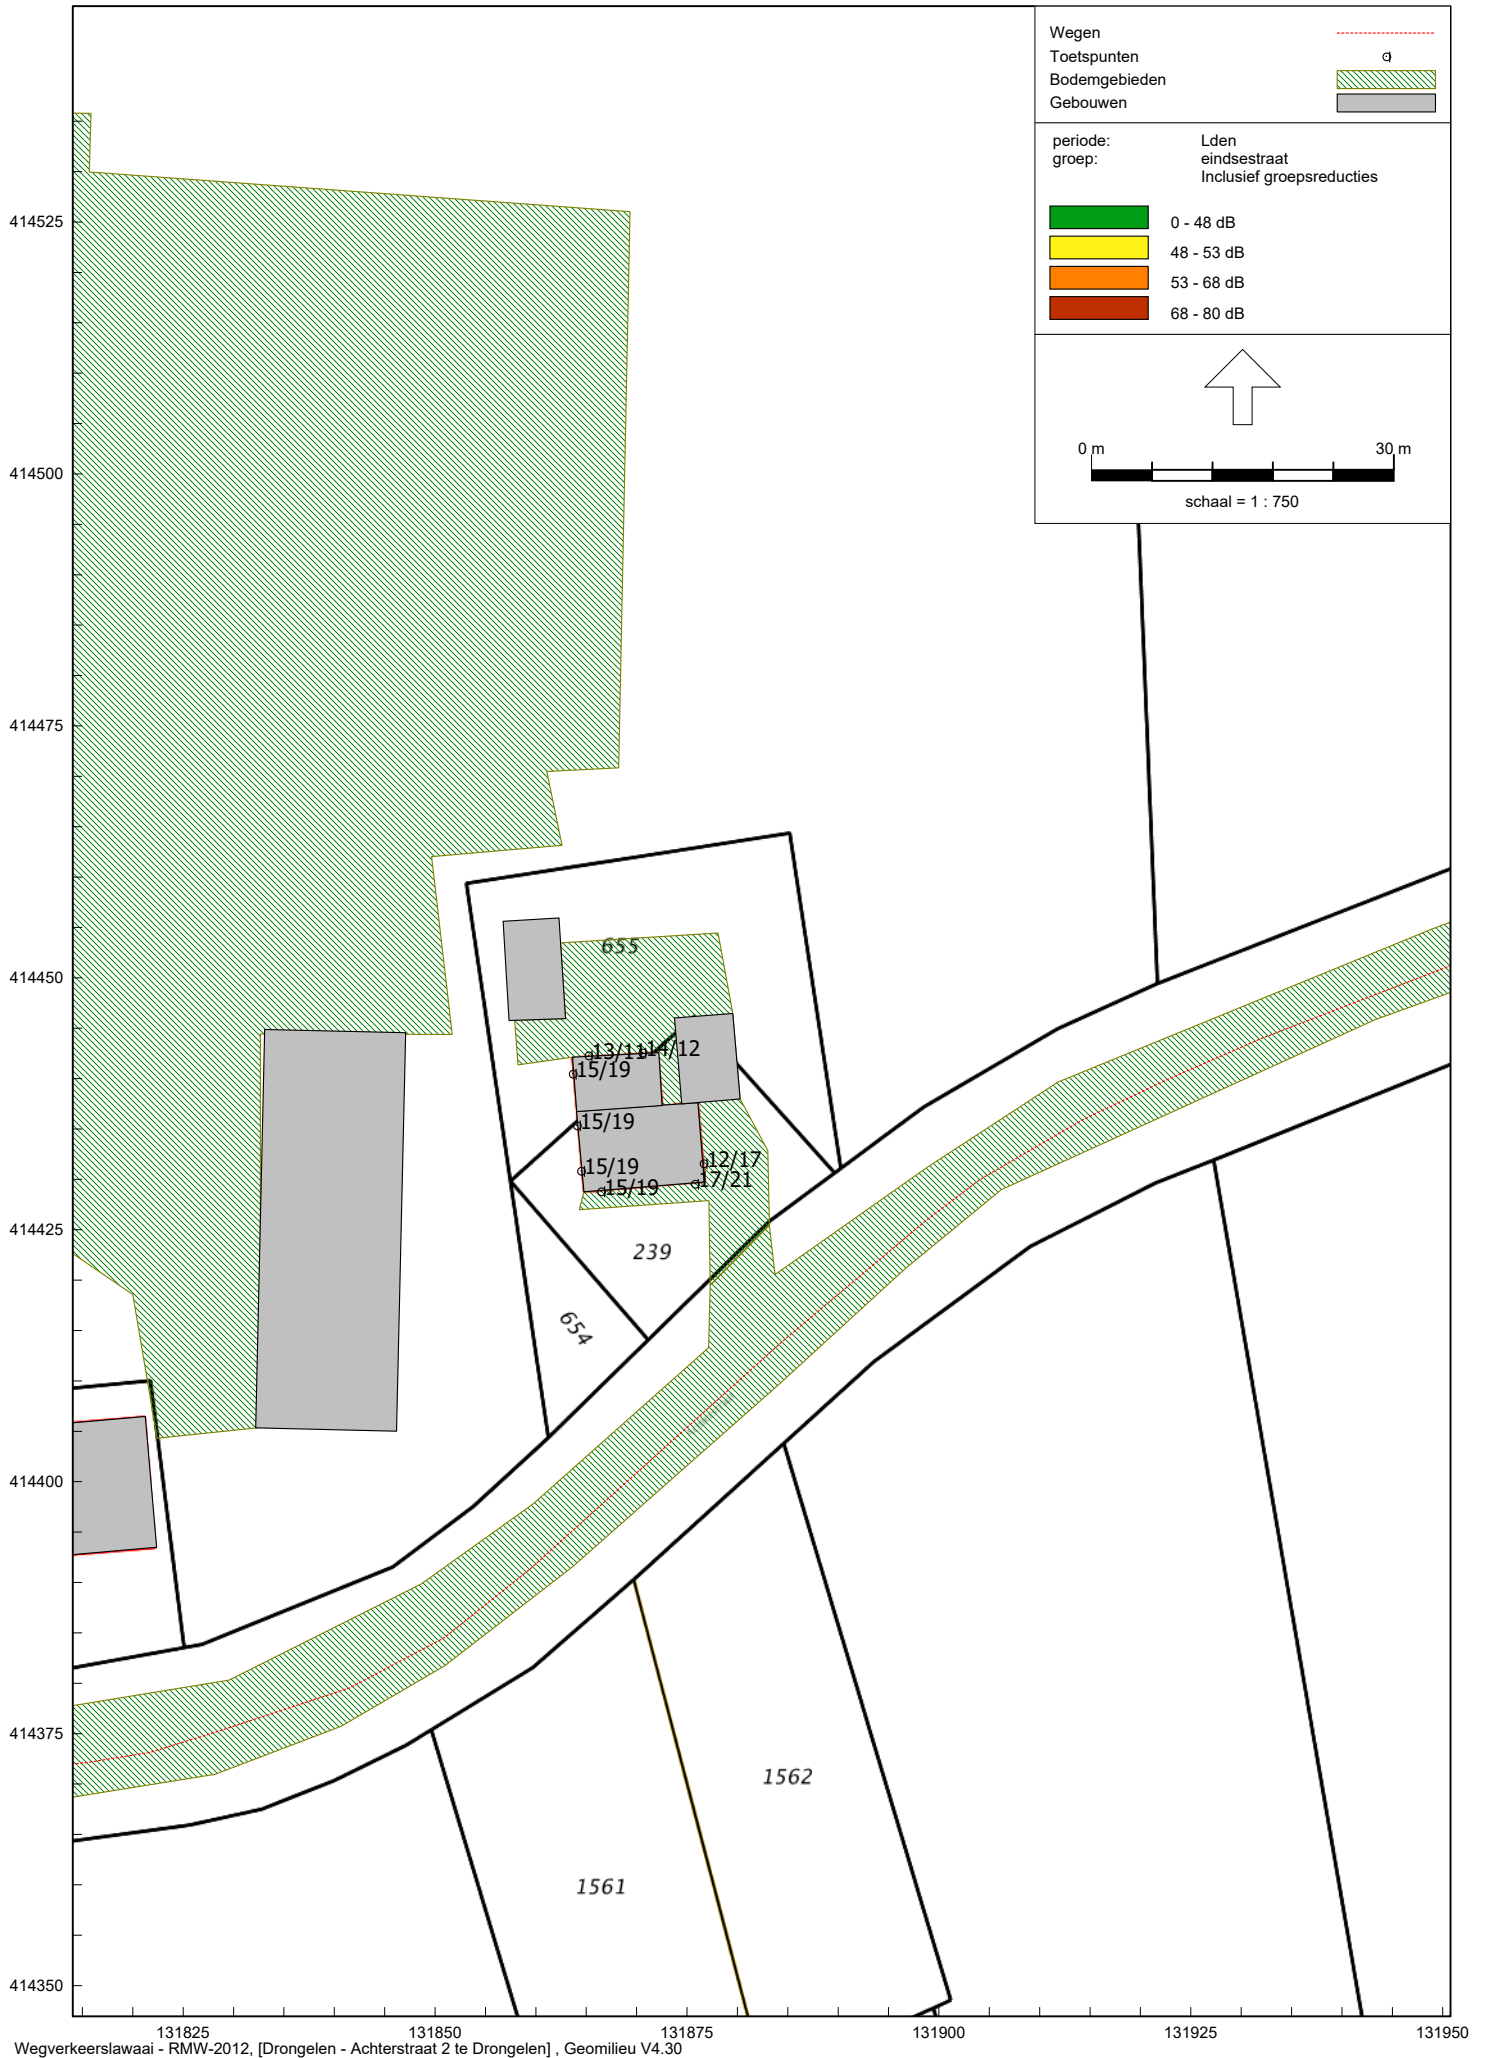 Wegen
Toetspunten
Bodemgebieden
Gebouwen
periode: Lden
groep: eindsestraat
Inclusief groepsreducties
0 - 48 dB
48 - 53 dB
53 - 68 dB
68 - 80 dB
0 m 30 m
schaal = 1 : 750
414525
414500
414475
414450
414425
414400
414375
414350
655
13/11
14/12
15/19
15/19
15/19
12/17
15/19
17/21
239
654
1562
1561
131825 131850 131875 131900 131925 131950
Wegverkeerslawaai - RMW-2012, [Drongelen - Achterstraat 2 te Drongelen] , Geomilieu V4.30